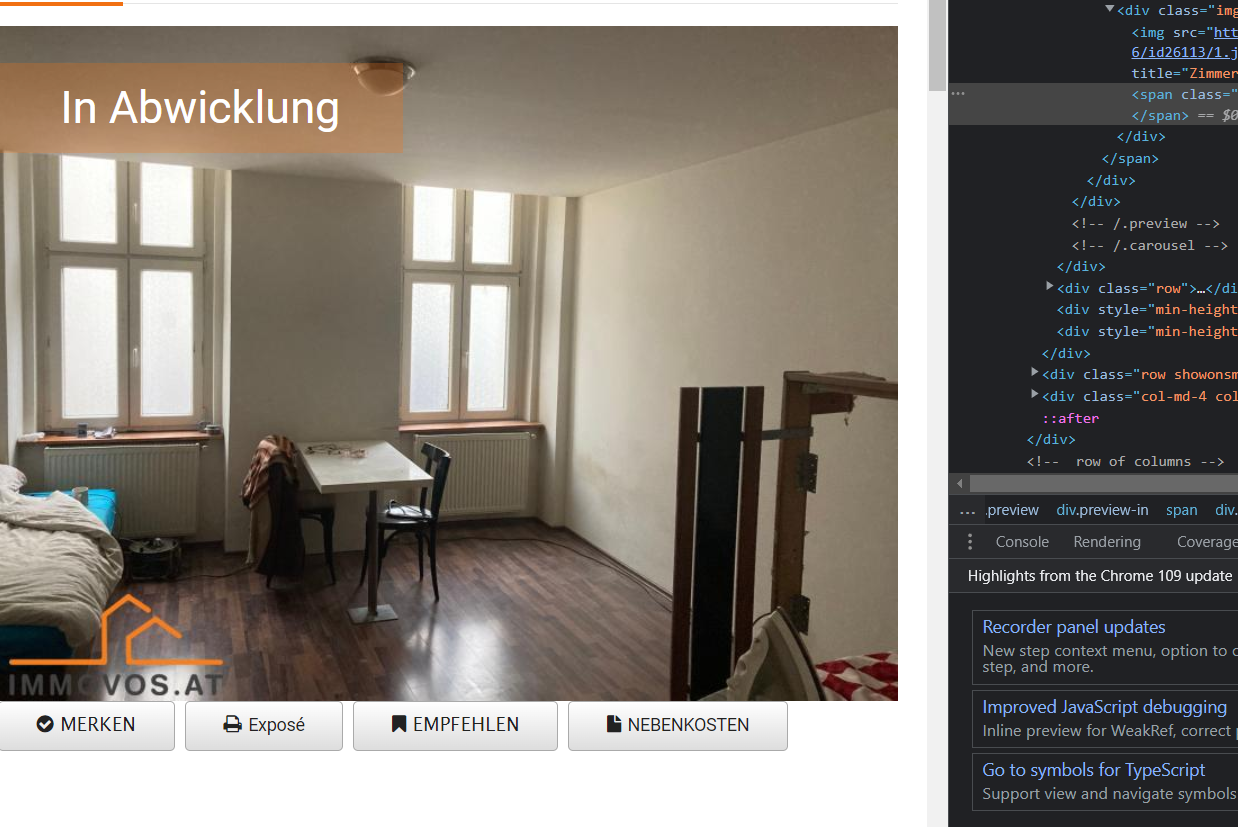 In Abwicklung
IMMOVOS.AT
MERKEN
Exposé
EMPFEHLEN
NEBENKOSTEN
<div class="img
<img src="htt
6/id26113/1.j
title="Zimmer
<span class="
</span> == $0
</div>
</span>
</div>
</div>
<!-- /.preview -->
<!-- /.carousel -->
</div>
<div class="row">…</di
<div style="min-height
<div style="min-height
</div>
<div class="row showonsm
<div class="col-md-4 col
::after
</div>
<!--  row of columns -->
… .preview div.preview-in span div.
Console Rendering Coverage
Highlights from the Chrome 109 update
Recorder panel updates
New step context menu, option to
step, and more.
Improved JavaScript debugging
Inline preview for WeakRef, correct
Go to symbols for TypeScript
Support view and navigate symbols